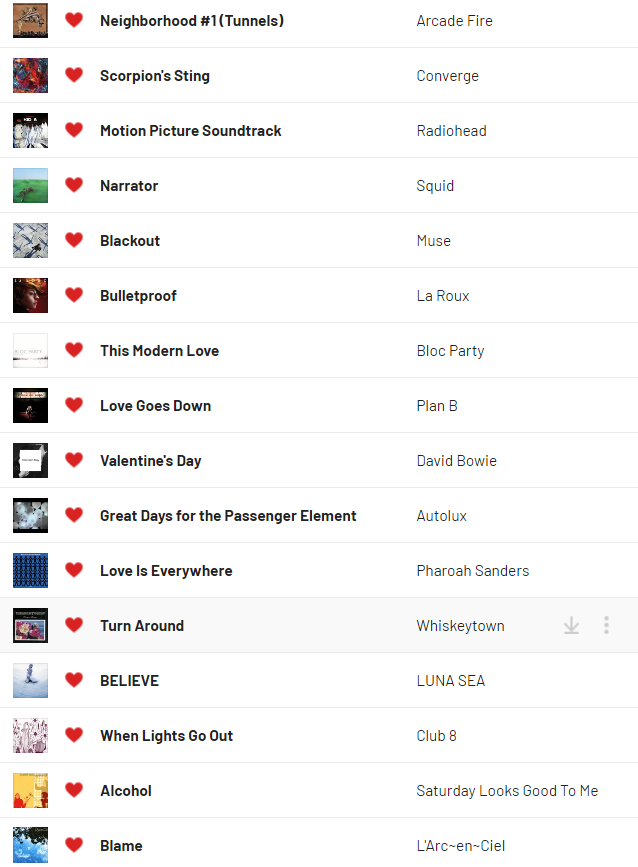 Neighborhood #1 (Tunnels) Arcade Fire
Scorpion's Sting Converge
Motion Picture Soundtrack Radiohead
Narrator Squid
Blackout Muse
Bulletproof La Roux
This Modern Love Bloc Party
Love Goes Down Plan B
Valentine's Day David Bowie
Great Days for the Passenger Element Autolux
Love Is Everywhere Pharoah Sanders
Turn Around Whiskeytown
BELIEVE LUNA SEA
When Lights Go Out Club 8
Alcohol Saturday Looks Good To Me
Blame L'Arc~en~Ciel